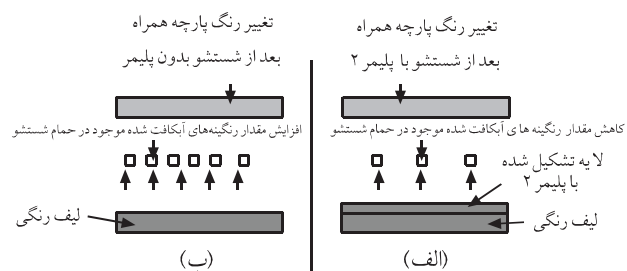 تغییر رنگ پارچه همراه
بعد از شستشو با پلیمر ۲
کاهش مقدار رنگینه های آبکافت شده موجود در حمام شستشو
لایه تشکیل شده
با پلیمر ۲
لیف رنگی
(الف)
تغییر رنگ پارچه همراه
بعد از شستشو بدون پلیمر
افزایش مقدار رنگینه‌های آبکافت شده موجود در حمام شستشو
لیف رنگی
(ب)